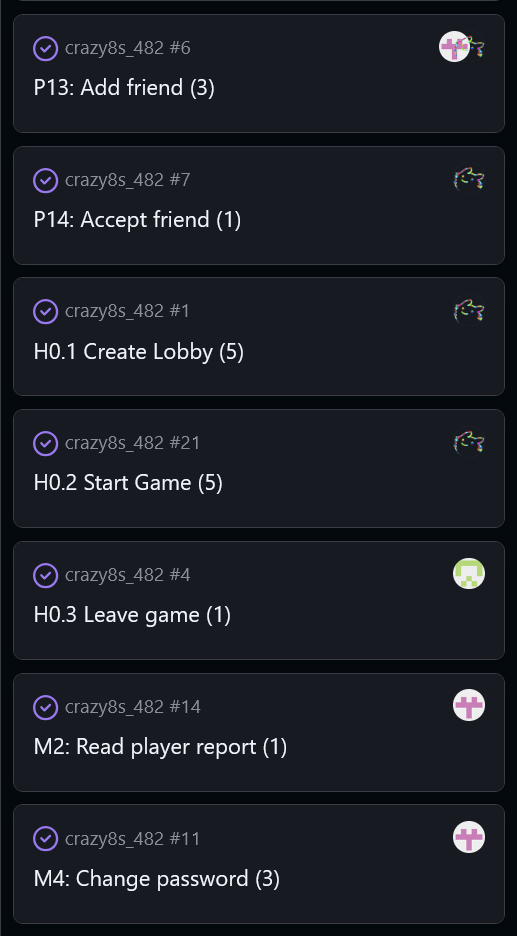 crazy8s_482 #6
P13: Add friend (3)
crazy8s_482 #7
P14: Accept friend (1)
crazy8s_482 #1
H0.1 Create Lobby (5)
crazy8s_482 #21
H0.2 Start Game (5)
crazy8s_482 #4
H0.3 Leave game (1)
crazy8s_482 #14
M2: Read player report (1)
crazy8s_482 #11
M4: Change password (3)